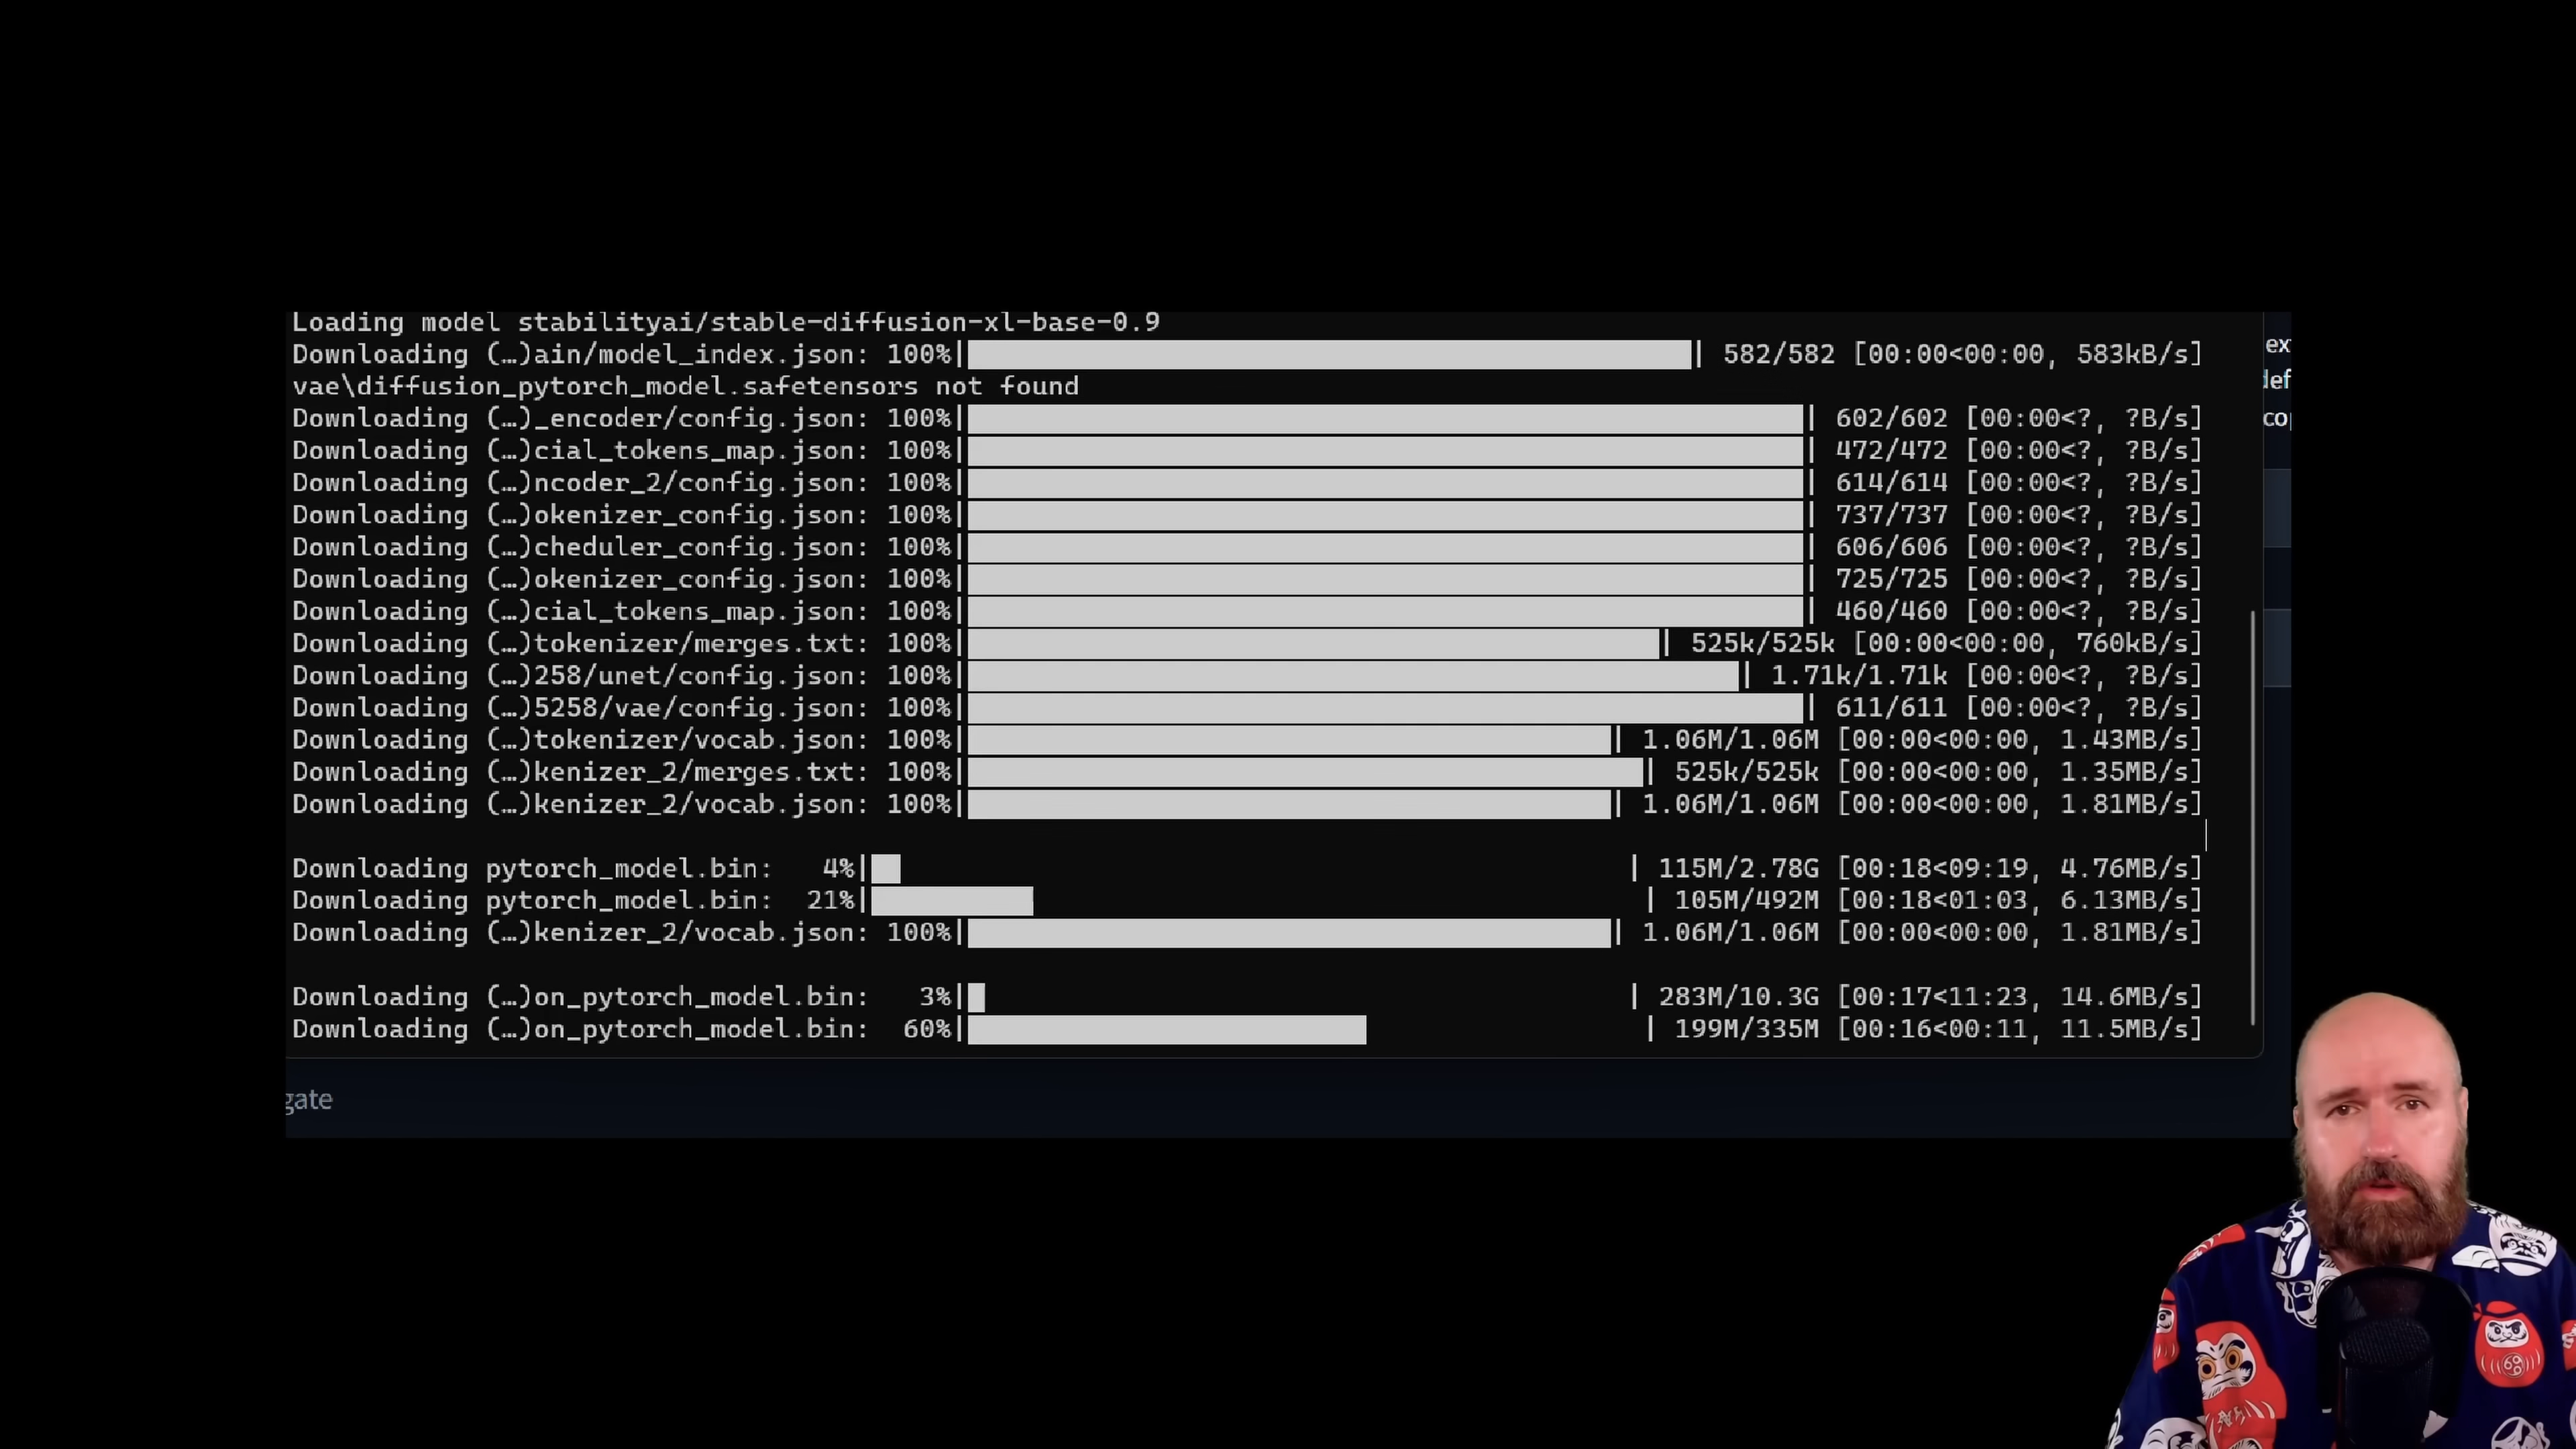 Loading model stabilityai/stable-diffusion-xl-base-0.9
Downloading (…)ain/model_index.json: 100%| | 582/582 [00:00<00:00, 583kB/s]
vae\diffusion_pytorch_model.safetensors not found
Downloading (…)_encoder/config.json: 100%| | 602/602 [00:00<?, ?B/s]
Downloading (…)cial_tokens_map.json: 100%| | 472/472 [00:00<?, ?B/s]
Downloading (…)ncoder_2/config.json: 100%| | 614/614 [00:00<?, ?B/s]
Downloading (…)okenizer_config.json: 100%| | 737/737 [00:00<?, ?B/s]
Downloading (…)cheduler_config.json: 100%| | 606/606 [00:00<?, ?B/s]
Downloading (…)okenizer_config.json: 100%| | 725/725 [00:00<?, ?B/s]
Downloading (…)cial_tokens_map.json: 100%| | 460/460 [00:00<?, ?B/s]
Downloading (…)tokenizer/merges.txt: 100%| | 525k/525k [00:00<00:00, 760kB/s]
Downloading (…)258/unet/config.json: 100%| | 1.71k/1.71k [00:00<?, ?B/s]
Downloading (…)5258/vae/config.json: 100%| | 611/611 [00:00<?, ?B/s]
Downloading (…)tokenizer/vocab.json: 100%| | 1.06M/1.06M [00:00<00:00, 1.43MB/s]
Downloading (…)kenizer_2/merges.txt: 100%| | 525k/525k [00:00<00:00, 1.35MB/s]
Downloading (…)kenizer_2/vocab.json: 100%| | 1.06M/1.06M [00:00<00:00, 1.81MB/s]
Downloading pytorch_model.bin: 4%| | 115M/2.78G [00:18<09:19, 4.76MB/s]
Downloading pytorch_model.bin: 21%| | 105M/492M [00:18<01:03, 6.13MB/s]
Downloading (…)kenizer_2/vocab.json: 100%| | 1.06M/1.06M [00:00<00:00, 1.81MB/s]
Downloading (…)on_pytorch_model.bin: 3%| | 283M/10.3G [00:17<11:23, 14.6MB/s]
Downloading (…)on_pytorch_model.bin: 60%| | 199M/335M [00:16<00:11, 11.5MB/s]
ex
def
co
gate